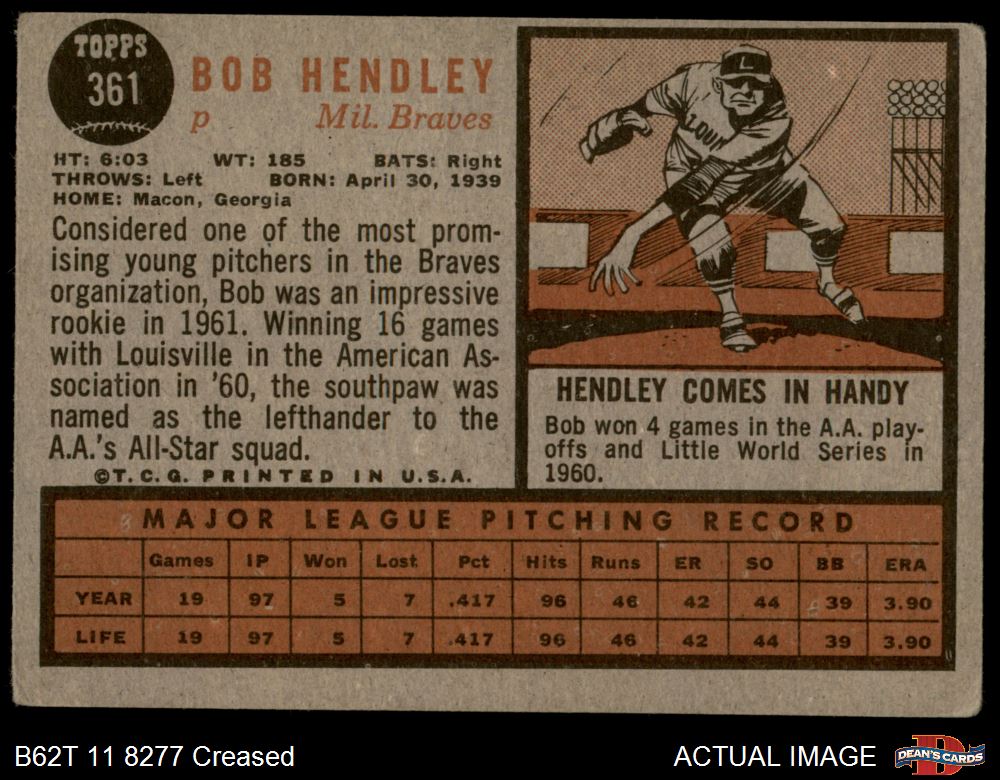 TOPPS
361
BOB HENDLEY
p Mil. Braves
HT: 6:03 WT: 185 BATS: Right
THROWS: Left BORN: April 30, 1939
HOME: Macon, Georgia
Considered one of the most prom-
ising young pitchers in the Braves
organization, Bob was an impressive
rookie in 1961. Winning 16 games
with Louisville in the American As-
sociation in '60, the southpaw was
named as the lefthander to the
A.A.'s All-Star squad.
©T.C.G. PRINTED IN U.S.A.
L
LOUI
HENDLEY COMES IN HANDY
Bob won 4 games in the A.A. play-
offs and Little World Series in
1960.
MAJOR LEAGUE PITCHING RECORD
Games IP Won Lost Pct Hits Runs ER SO BB ERA
YEAR 19 97 5 7 .417 96 46 42 44 39 3.90
LIFE 19 97 5 7 .417 96 46 42 44 39 3.90
B62T 11 8277 Creased
ACTUAL IMAGE
DEAN'S CARDS